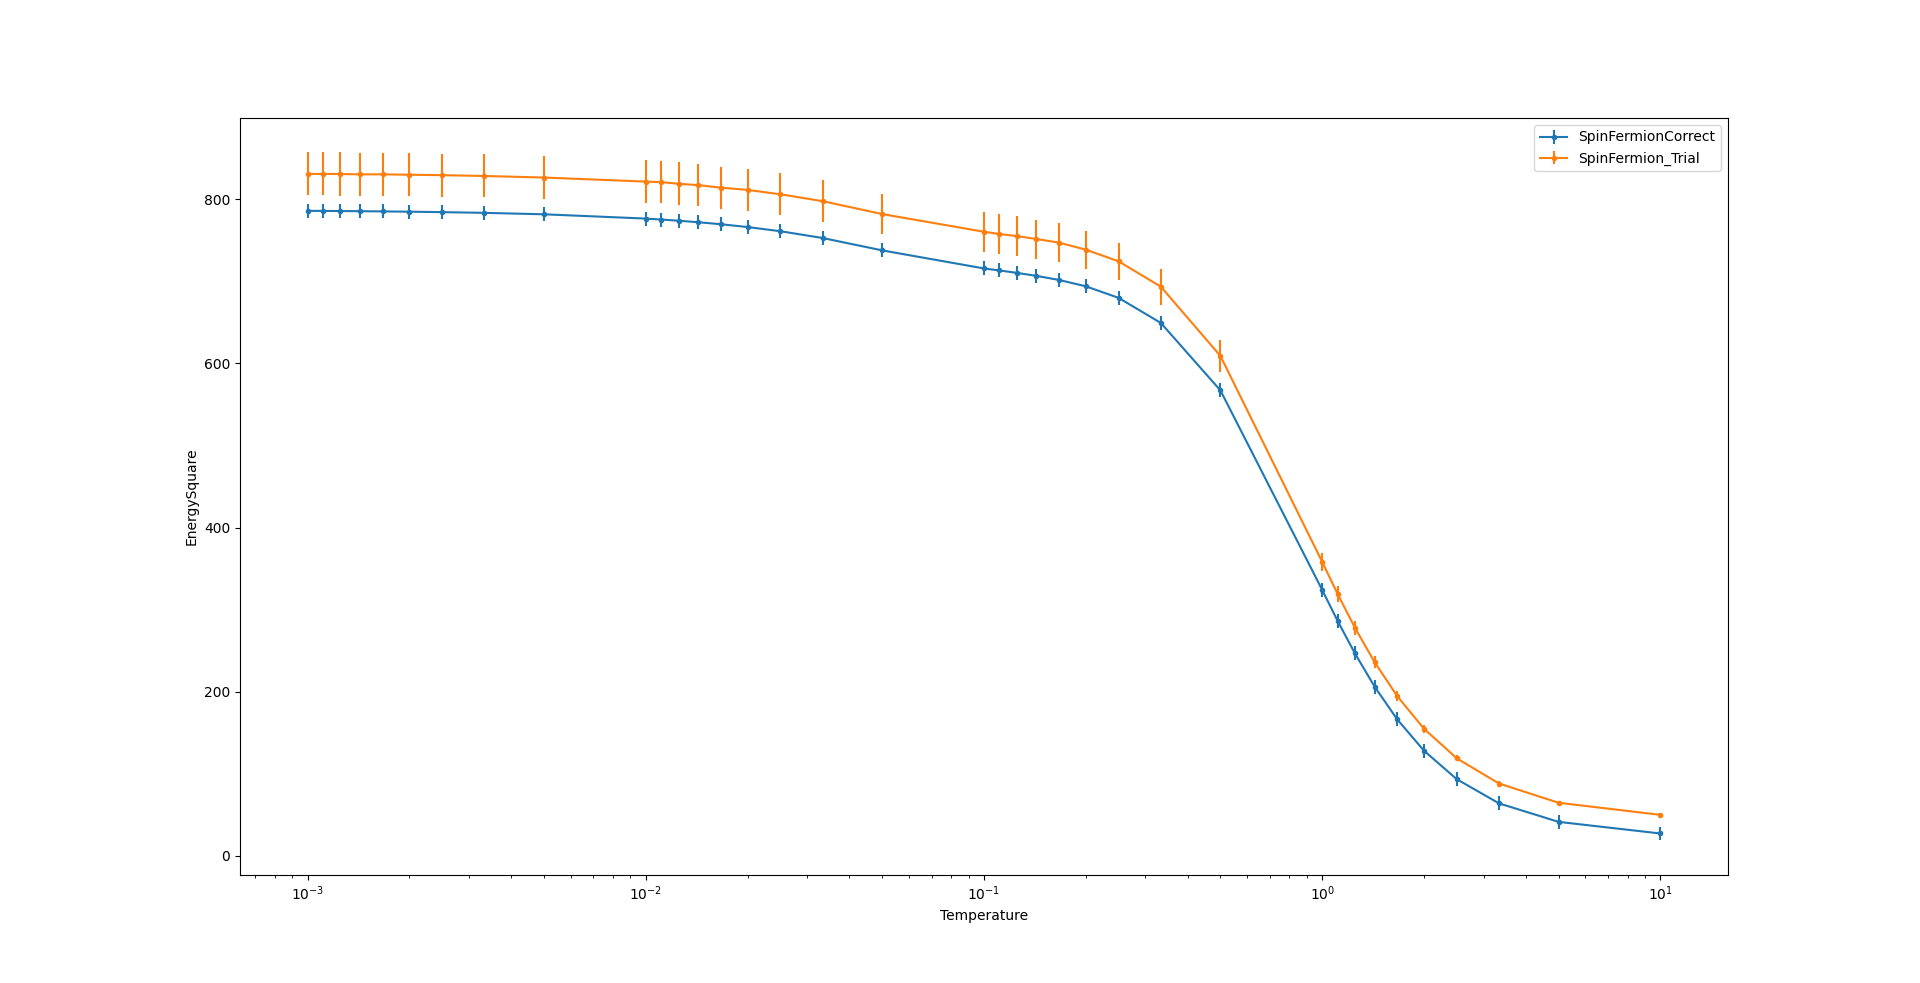 SpinFermionCorrect
SpinFermion_Trial
800
600
400
200
0
EnergySquare
10⁻³ 10⁻² 10⁻¹ 10⁰ 10¹
Temperature